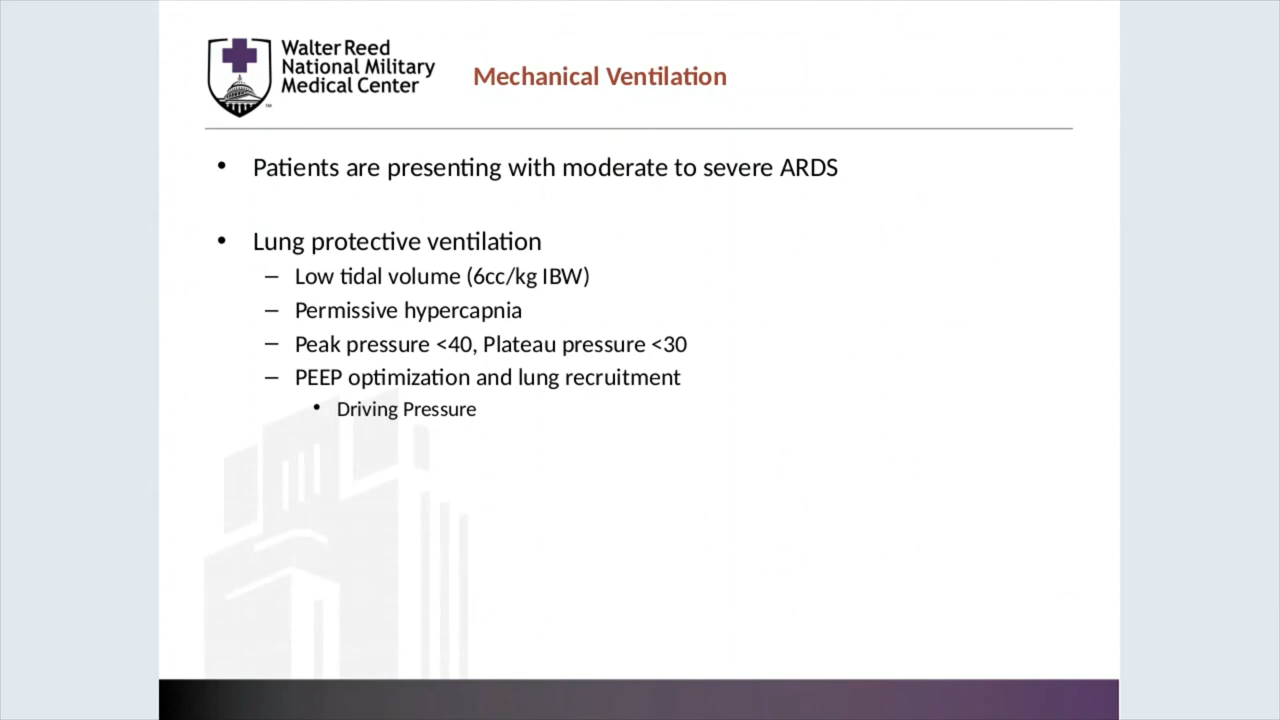 Walter Reed
National Military
Medical Center
™
Mechanical Ventilation
• Patients are presenting with moderate to severe ARDS
• Lung protective ventilation
– Low tidal volume (6cc/kg IBW)
– Permissive hypercapnia
– Peak pressure <40, Plateau pressure <30
– PEEP optimization and lung recruitment
• Driving Pressure